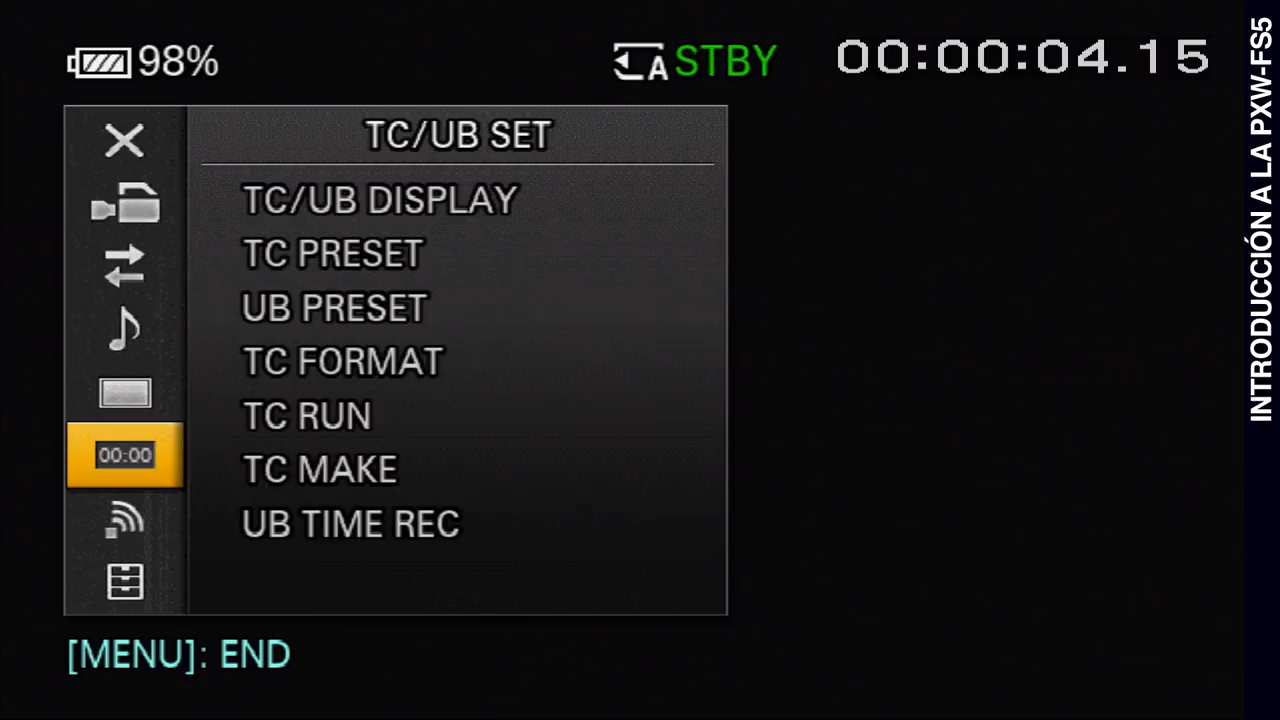 98%
A STBY
00:00:04.15
TC/UB SET
TC/UB DISPLAY
TC PRESET
UB PRESET
TC FORMAT
TC RUN
TC MAKE
UB TIME REC
00:00
[MENU]: END
INTRODUCCIÓN A LA PXW-FS5